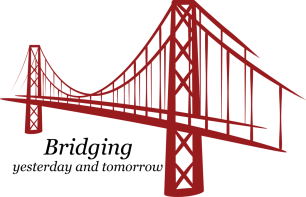 Bridging
yesterday and tomorrow